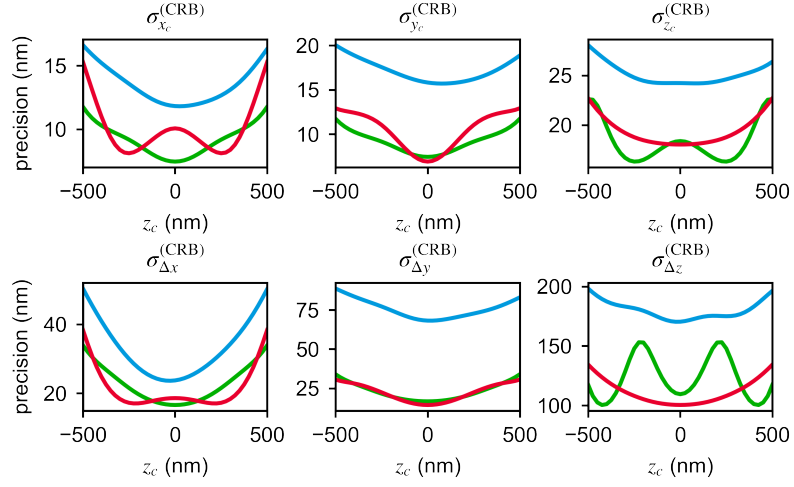 σ_{x_c}^{(CRB)} σ_{y_c}^{(CRB)} σ_{z_c}^{(CRB)}
precision (nm)
15
10
20
15
10
25
20
−500 0 500 −500 0 500 −500 0 500
z_c (nm) z_c (nm) z_c (nm)
σ_{Δx}^{(CRB)} σ_{Δy}^{(CRB)} σ_{Δz}^{(CRB)}
precision (nm)
40
20
75
50
25
200
150
100
−500 0 500 −500 0 500 −500 0 500
z_c (nm) z_c (nm) z_c (nm)